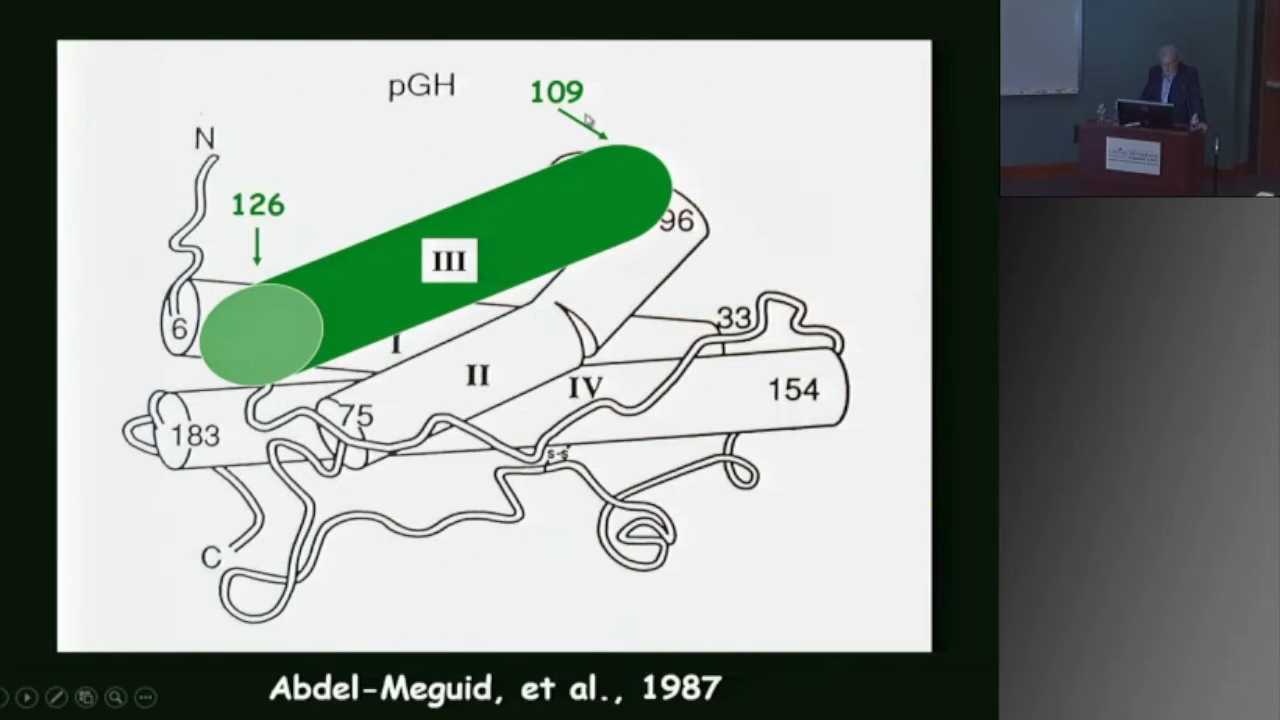 pGH
109
N
126
96
III
6
33
I
II
IV
154
75
183
S-S
C
Abdel-Meguid, et al., 1987